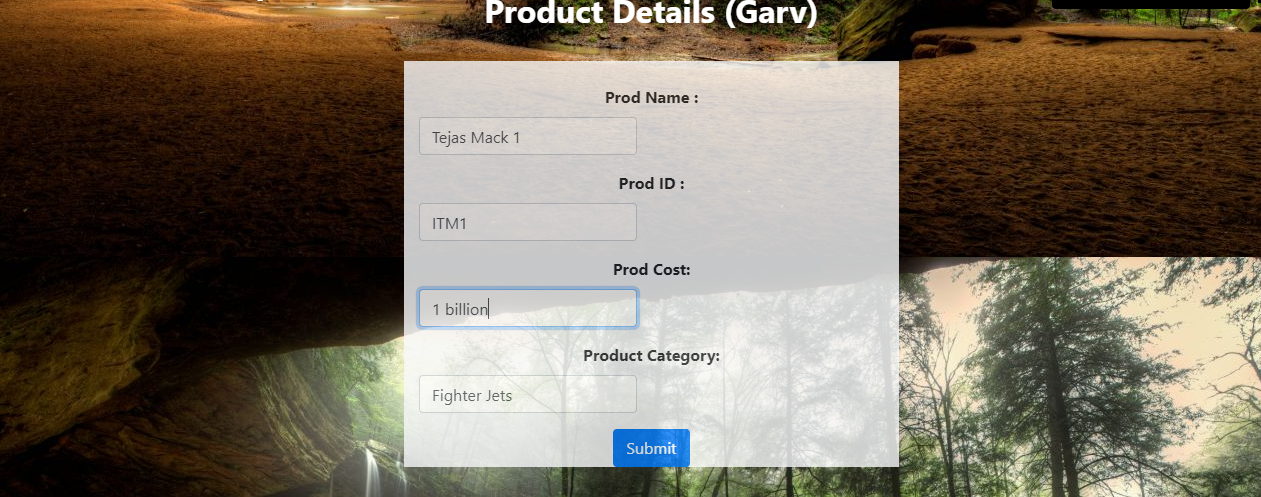 Product Details (Garv)
Prod Name :
Tejas Mack 1
Prod ID :
ITM1
Prod Cost:
1 billion
Product Category:
Fighter Jets
Submit